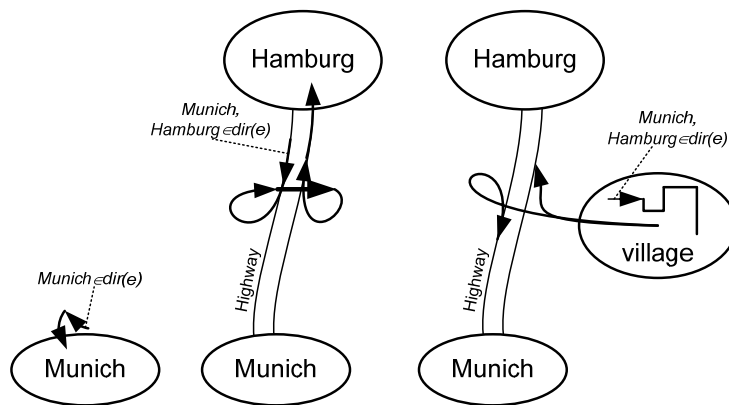 Hamburg
Hamburg
Munich,
Hamburg∈dir(e)
Munich,
Hamburg∈dir(e)
village
Highway
Highway
Munich∈dir(e)
Munich
Munich
Munich